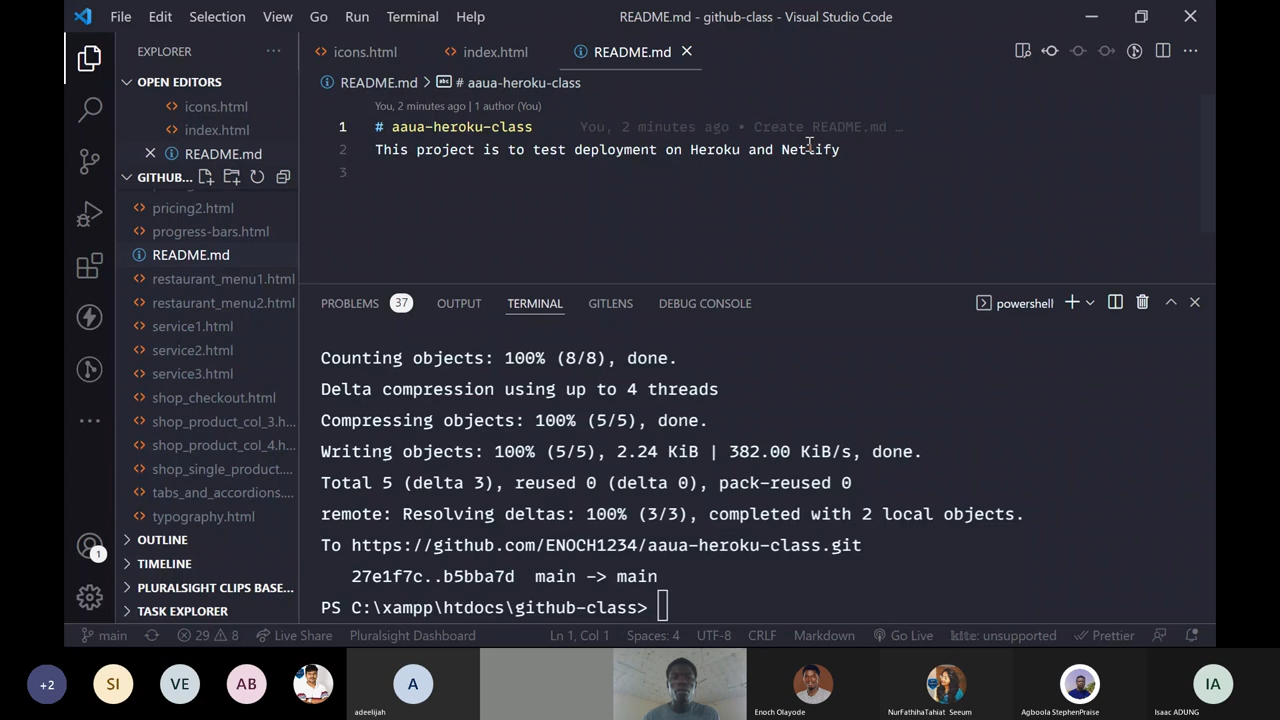 File Edit Selection View Go Run Terminal Help
README.md - github-class - Visual Studio Code
EXPLORER
OPEN EDITORS
icons.html
index.html
README.md
GITHUB...
pricing2.html
progress-bars.html
README.md
restaurant_menu1.html
restaurant_menu2.html
service1.html
service2.html
service3.html
shop_checkout.html
shop_product_col_3.h...
shop_product_col_4.h...
shop_single_product....
tabs_and_accordions....
typography.html
OUTLINE
TIMELINE
PLURALSIGHT CLIPS BASE...
TASK EXPLORER
1
icons.html index.html README.md
README.md > # aaua-heroku-class
You, 2 minutes ago | 1 author (You)
1 # aaua-heroku-class You, 2 minutes ago • Create README.md …
2 This project is to test deployment on Heroku and Netlify
3
PROBLEMS 37 OUTPUT TERMINAL GITLENS DEBUG CONSOLE powershell
Counting objects: 100% (8/8), done.
Delta compression using up to 4 threads
Compressing objects: 100% (5/5), done.
Writing objects: 100% (5/5), 2.24 KiB | 382.00 KiB/s, done.
Total 5 (delta 3), reused 0 (delta 0), pack-reused 0
remote: Resolving deltas: 100% (3/3), completed with 2 local objects.
To https://github.com/ENOCH1234/aaua-heroku-class.git
27e1f7c..b5bba7d main -> main
PS C:\xampp\htdocs\github-class>
main 29 8 Live Share Pluralsight Dashboard Ln 1, Col 1 Spaces: 4 UTF-8 CRLF Markdown Go Live kite: unsupported Prettier
+2 SI VE AB A IA
adeelijah Enoch Olayode NurFathihaTahiat Seeum Agboola StephenPraise Isaac ADUNG